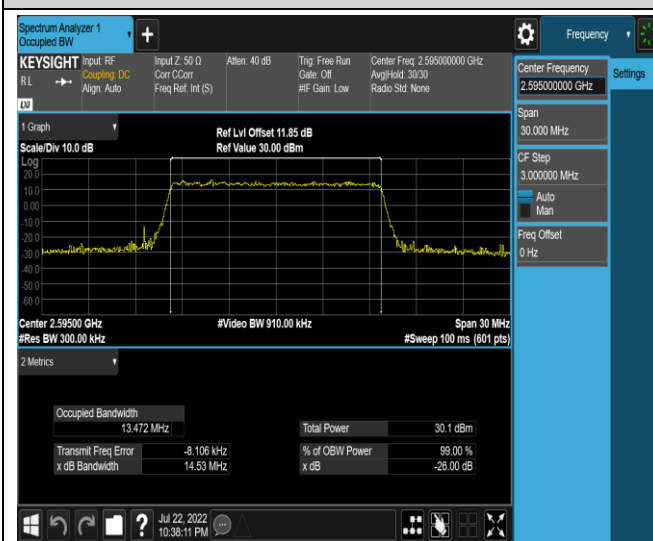 Spectrum Analyzer 1
Occupied BW
+
Frequency
KEYSIGHT
RL
Input: RF
Coupling: DC
Align: Auto
Input Z: 50 Ω
Corr CCorr
Freq Ref: Int (S)
Atten: 40 dB
Trig: Free Run
Gate: Off
#IF Gain: Low
Center Freq: 2.595000000 GHz
Avg|Hold: 30/30
Radio Std: None
1 Graph
Scale/Div 10.0 dB
Ref Lvl Offset 11.85 dB
Ref Value 30.00 dBm
Log
20.0
10.0
0.00
-10.0
-20.0
-30.0
-40.0
-50.0
-60.0
Center 2.59500 GHz
#Res BW 300.00 kHz
#Video BW 910.00 kHz
Span 30 MHz
#Sweep 100 ms (601 pts)
2 Metrics
Occupied Bandwidth
13.472 MHz
Transmit Freq Error -8.106 kHz
x dB Bandwidth 14.53 MHz
Total Power 30.1 dBm
% of OBW Power 99.00 %
x dB -26.00 dB
?
Jul 22, 2022
10:38:11 PM
Center Frequency
2.595000000 GHz
Span
30.000 MHz
CF Step
3.000000 MHz
Auto
Man
Freq Offset
0 Hz
Settings